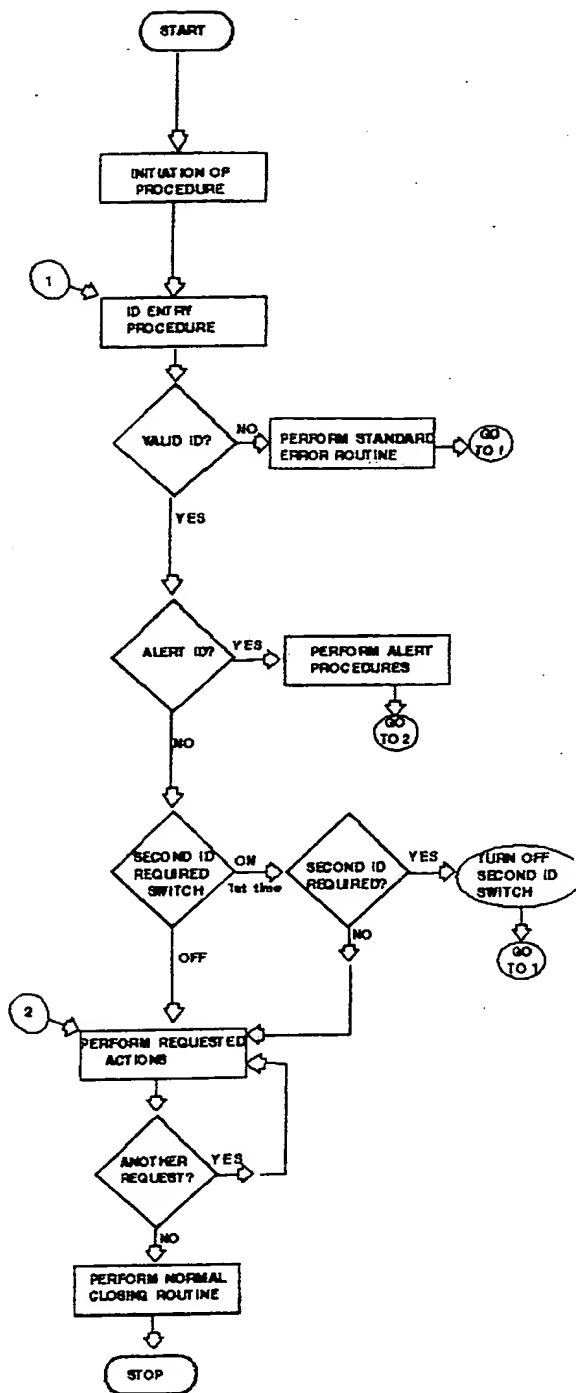 START
INITIATION OF
PROCEDURE
1
ID ENTRY
PROCEDURE
VALID ID?
NO
PERFORM STANDARD
ERROR ROUTINE
GO
TO 1
YES
ALERT ID?
YES
PERFORM ALERT
PROCEDURES
GO
TO 2
NO
SECOND ID
REQUIRED
SWITCH
ON
1st time
SECOND ID
REQUIRED?
YES
TURN OFF
SECOND ID
SWITCH
GO
TO 1
NO
OFF
2
PERFORM REQUESTED
ACTIONS
ANOTHER
REQUEST?
YES
NO
PERFORM NORMAL
CLOSING ROUTINE
STOP